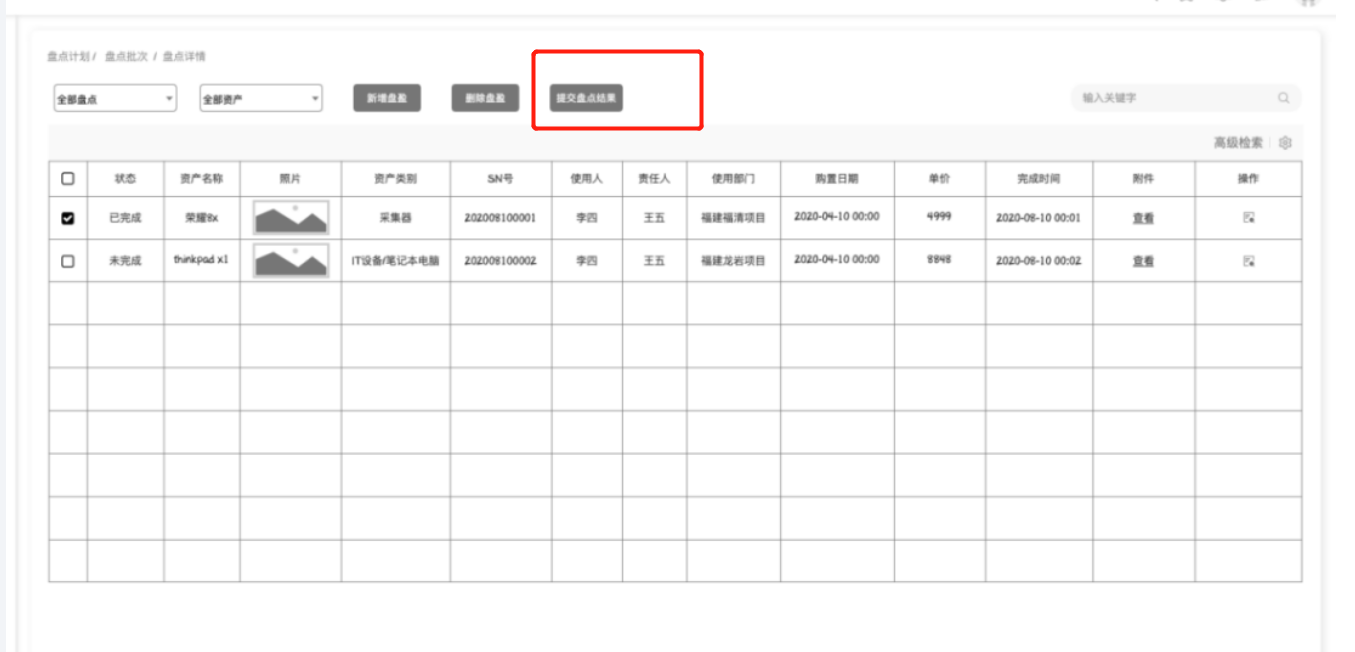 盘点计划 / 盘点批次 / 盘点详情
全部盘点 全部资产 新增盘盈 删除盘盈 提交盘点结果 输入关键字
高级检索
状态 资产名称 照片 资产类别 SN号 使用人 责任人 使用部门 购置日期 单价 完成时间 附件 操作
已完成 荣耀8x 采集器 202008100001 李四 王五 福建福清项目 2020-04-10 00:00 4999 2020-08-10 00:01 查看
未完成 thinkpad x1 IT设备/笔记本电脑 202008100002 李四 王五 福建龙岩项目 2020-04-10 00:00 8848 2020-08-10 00:02 查看